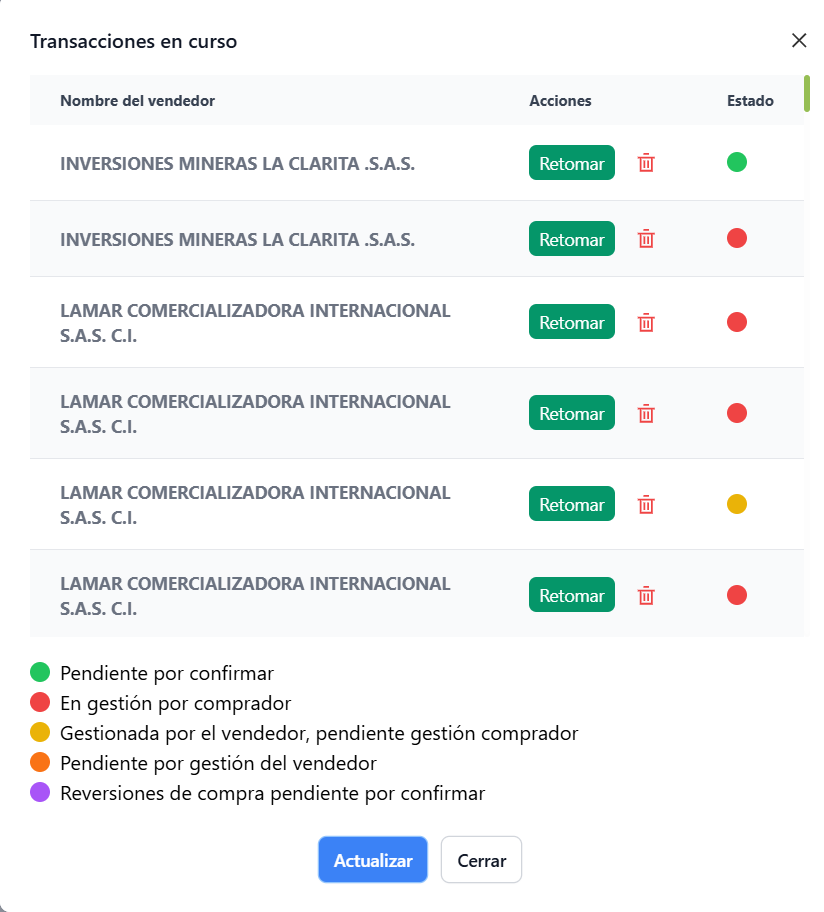 Transacciones en curso
Nombre del vendedor Acciones Estado
INVERSIONES MINERAS LA CLARITA .S.A.S. Retomar
INVERSIONES MINERAS LA CLARITA .S.A.S. Retomar
LAMAR COMERCIALIZADORA INTERNACIONAL
S.A.S. C.I. Retomar
LAMAR COMERCIALIZADORA INTERNACIONAL
S.A.S. C.I. Retomar
LAMAR COMERCIALIZADORA INTERNACIONAL
S.A.S. C.I. Retomar
LAMAR COMERCIALIZADORA INTERNACIONAL
S.A.S. C.I. Retomar
Pendiente por confirmar
En gestión por comprador
Gestionada por el vendedor, pendiente gestión comprador
Pendiente por gestión del vendedor
Reversiones de compra pendiente por confirmar
Actualizar Cerrar